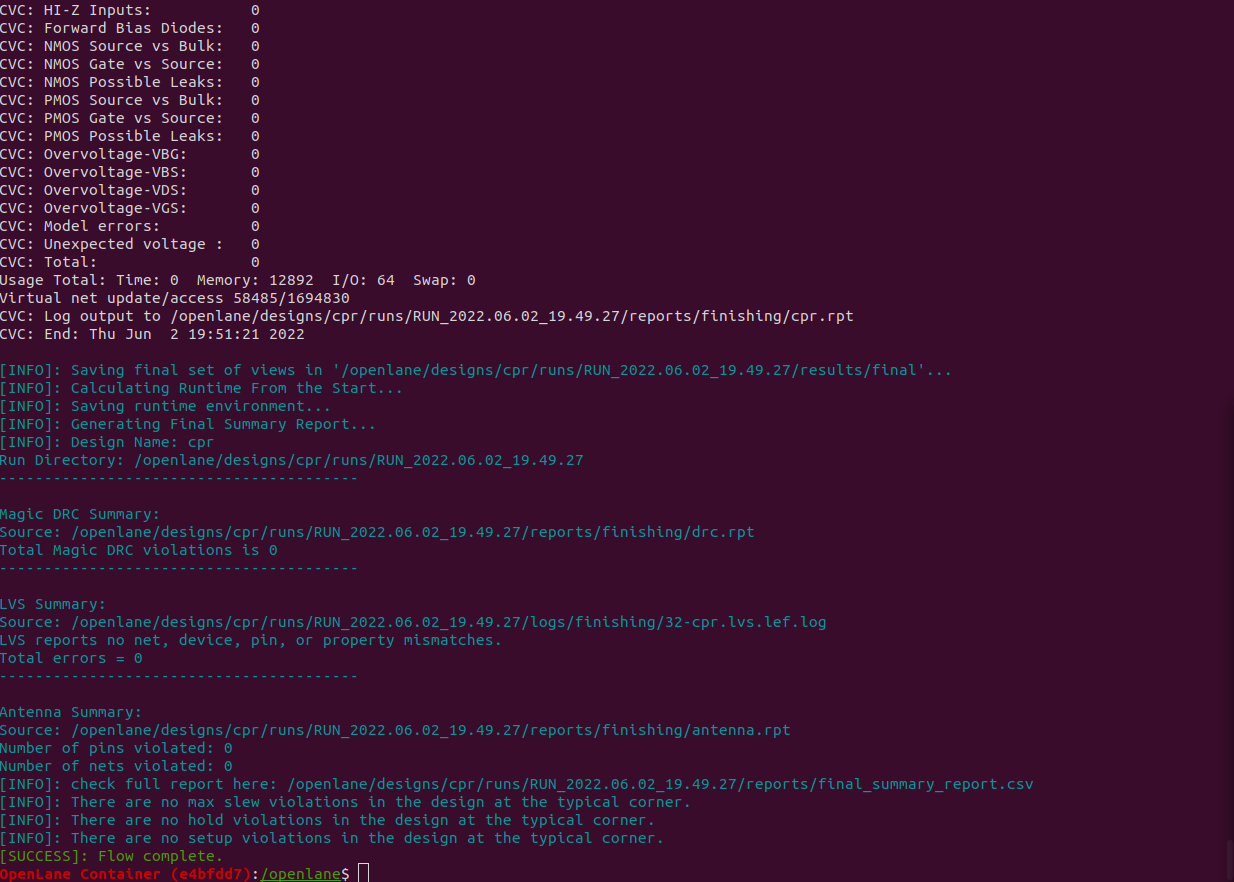 CVC: HI-Z Inputs:           0
CVC: Forward Bias Diodes:   0
CVC: NMOS Source vs Bulk:   0
CVC: NMOS Gate vs Source:   0
CVC: NMOS Possible Leaks:   0
CVC: PMOS Source vs Bulk:   0
CVC: PMOS Gate vs Source:   0
CVC: PMOS Possible Leaks:   0
CVC: Overvoltage-VBG:       0
CVC: Overvoltage-VBS:       0
CVC: Overvoltage-VDS:       0
CVC: Overvoltage-VGS:       0
CVC: Model errors:          0
CVC: Unexpected voltage :   0
CVC: Total:                 0
Usage Total: Time: 0  Memory: 12892  I/O: 64  Swap: 0
Virtual net update/access 58485/1694830
CVC: Log output to /openlane/designs/cpr/runs/RUN_2022.06.02_19.49.27/reports/finishing/cpr.rpt
CVC: End: Thu Jun  2 19:51:21 2022
[INFO]: Saving final set of views in '/openlane/designs/cpr/runs/RUN_2022.06.02_19.49.27/results/final'...
[INFO]: Calculating Runtime From the Start...
[INFO]: Saving runtime environment...
[INFO]: Generating Final Summary Report...
[INFO]: Design Name: cpr
Run Directory: /openlane/designs/cpr/runs/RUN_2022.06.02_19.49.27
----------------------------------------
Magic DRC Summary:
Source: /openlane/designs/cpr/runs/RUN_2022.06.02_19.49.27/reports/finishing/drc.rpt
Total Magic DRC violations is 0
----------------------------------------
LVS Summary:
Source: /openlane/designs/cpr/runs/RUN_2022.06.02_19.49.27/logs/finishing/32-cpr.lvs.lef.log
LVS reports no net, device, pin, or property mismatches.
Total errors = 0
----------------------------------------
Antenna Summary:
Source: /openlane/designs/cpr/runs/RUN_2022.06.02_19.49.27/reports/finishing/antenna.rpt
Number of pins violated: 0
Number of nets violated: 0
[INFO]: check full report here: /openlane/designs/cpr/runs/RUN_2022.06.02_19.49.27/reports/final_summary_report.csv
[INFO]: There are no max slew violations in the design at the typical corner.
[INFO]: There are no hold violations in the design at the typical corner.
[INFO]: There are no setup violations in the design at the typical corner.
[SUCCESS]: Flow complete.
OpenLane Container (e4bfdd7):/openlane$